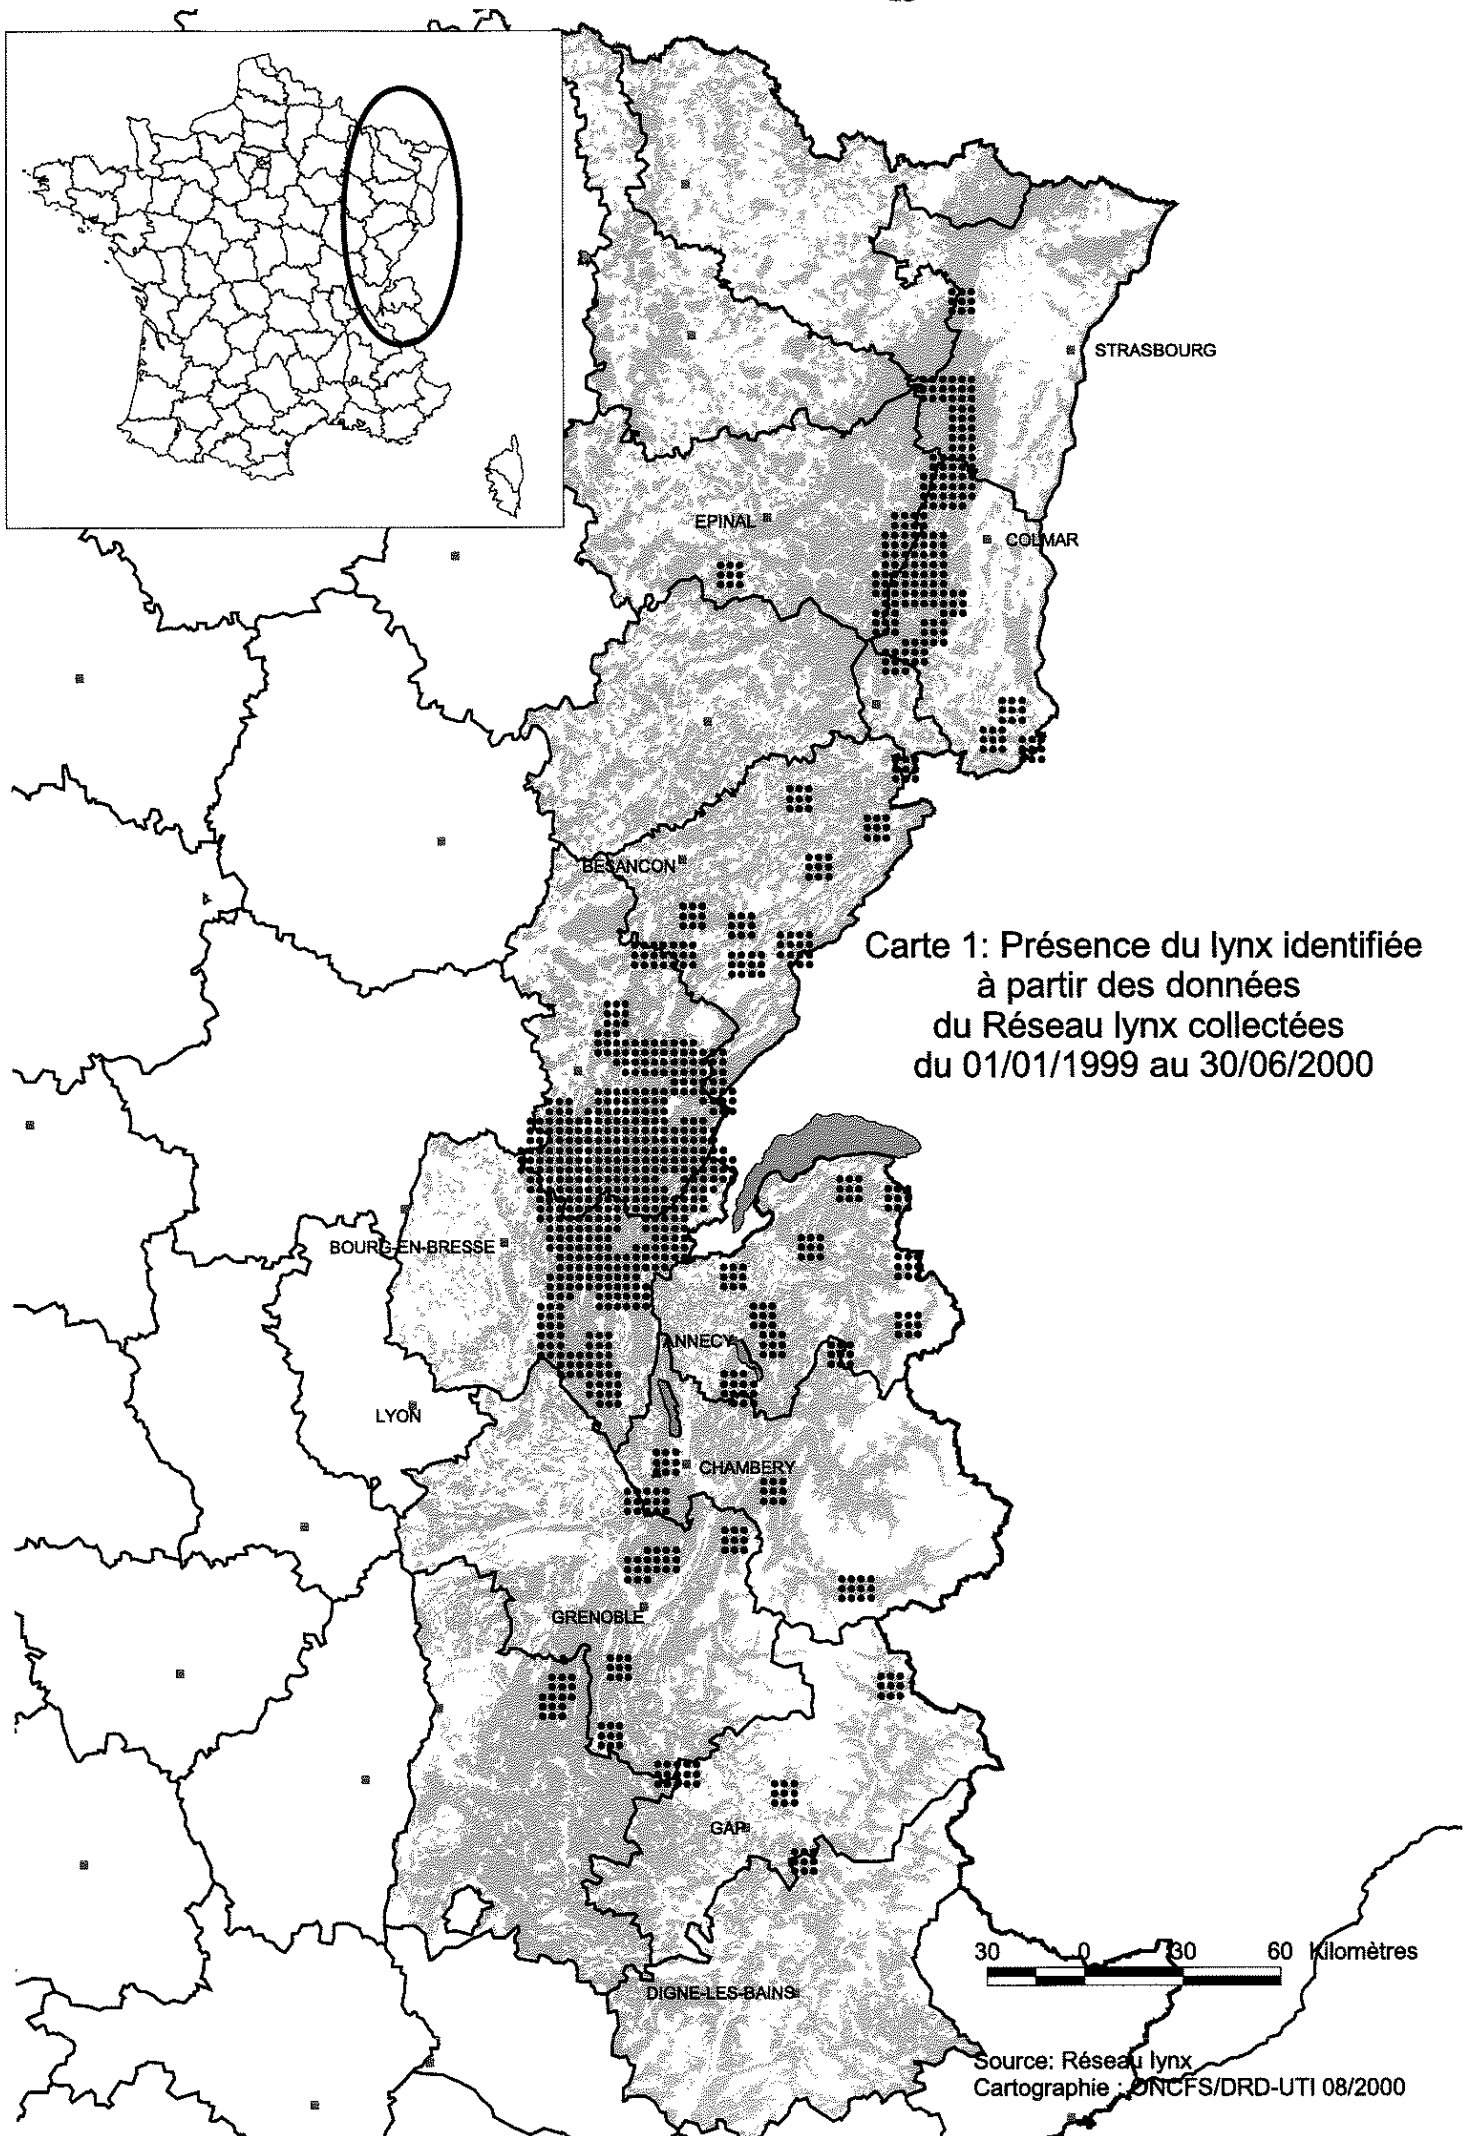 STRASBOURG
EPINAL
COLMAR
BESANCON
Carte 1: Présence du lynx identifiée
à partir des données
du Réseau lynx collectées
du 01/01/1999 au 30/06/2000
BOURG-EN-BRESSE
ANNECY
LYON
CHAMBERY
GRENOBLE
GAP
30 0 30 60 Kilomètres
DIGNE-LES-BAINS
Source: Réseau lynx
Cartographie : ONCFS/DRD-UTI 08/2000